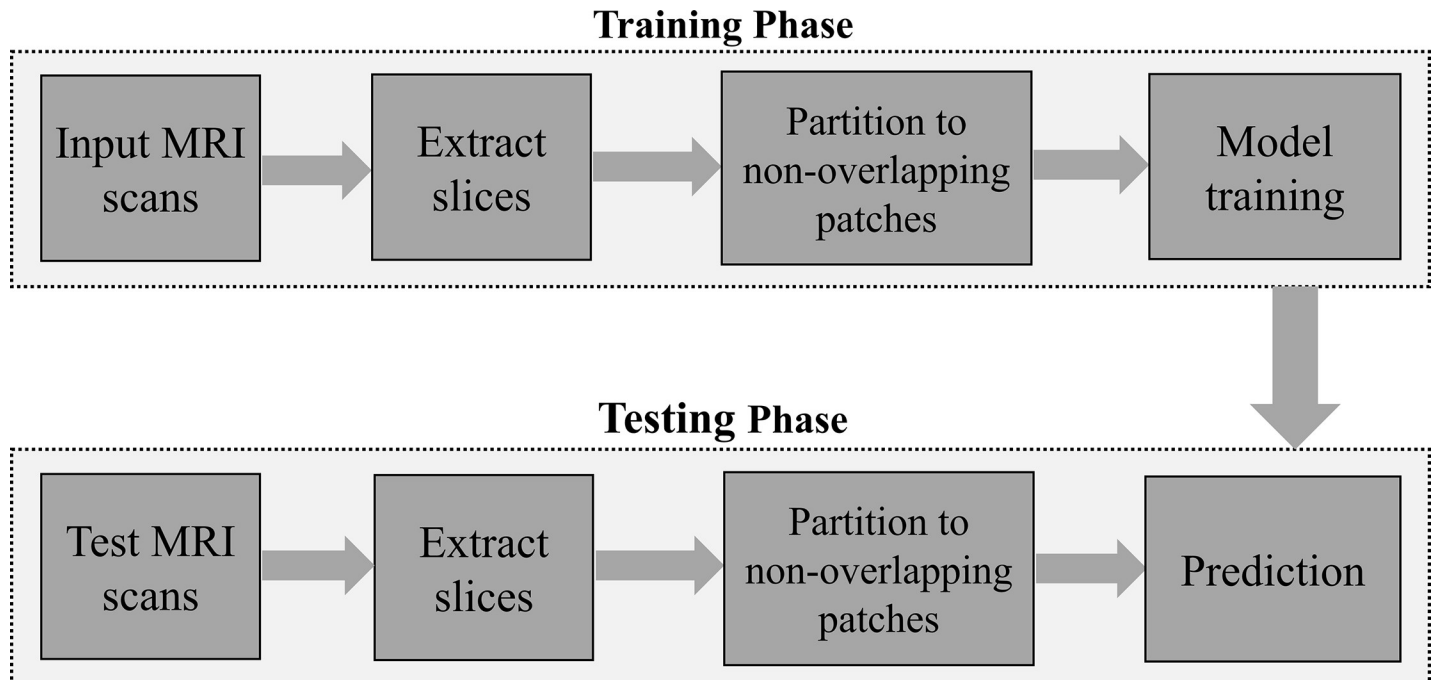 Training Phase
Input MRI
scans
Extract
slices
Partition to
non-overlapping
patches
Model
training
Testing Phase
Test MRI
scans
Extract
slices
Partition to
non-overlapping
patches
Prediction